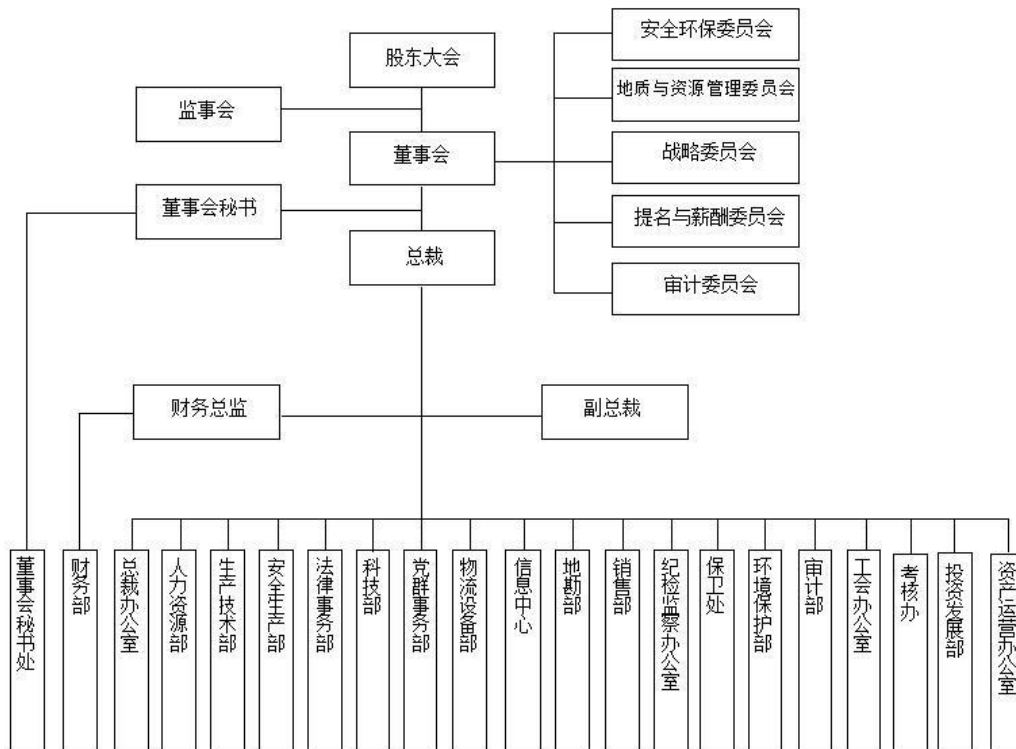 股东大会
监事会
董事会
董事会秘书
总裁
安全环保委员会
地质与资源管理委员会
战略委员会
提名与薪酬委员会
审计委员会
财务总监
副总裁
董事会秘书处
财务部
总裁办公室
人力资源部
生产技术部
安全生产部
法律事务部
科技部
党群事务部
物流设备部
信息中心
地勘部
销售部
纪检监察办公室
保卫处
环境保护部
审计部
工会办公室
考核办
投资发展部
资产运营办公室